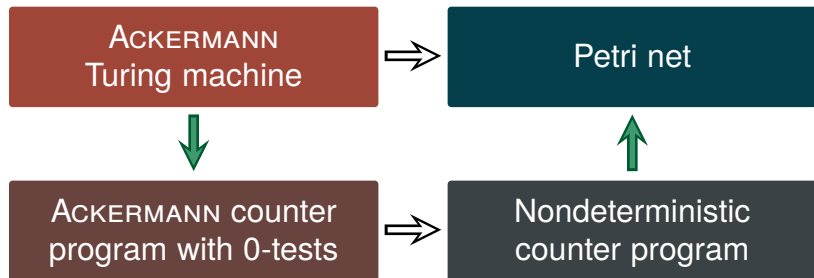 ACKERMANN
Turing machine
Petri net
ACKERMANN counter
program with 0-tests
Nondeterministic
counter program